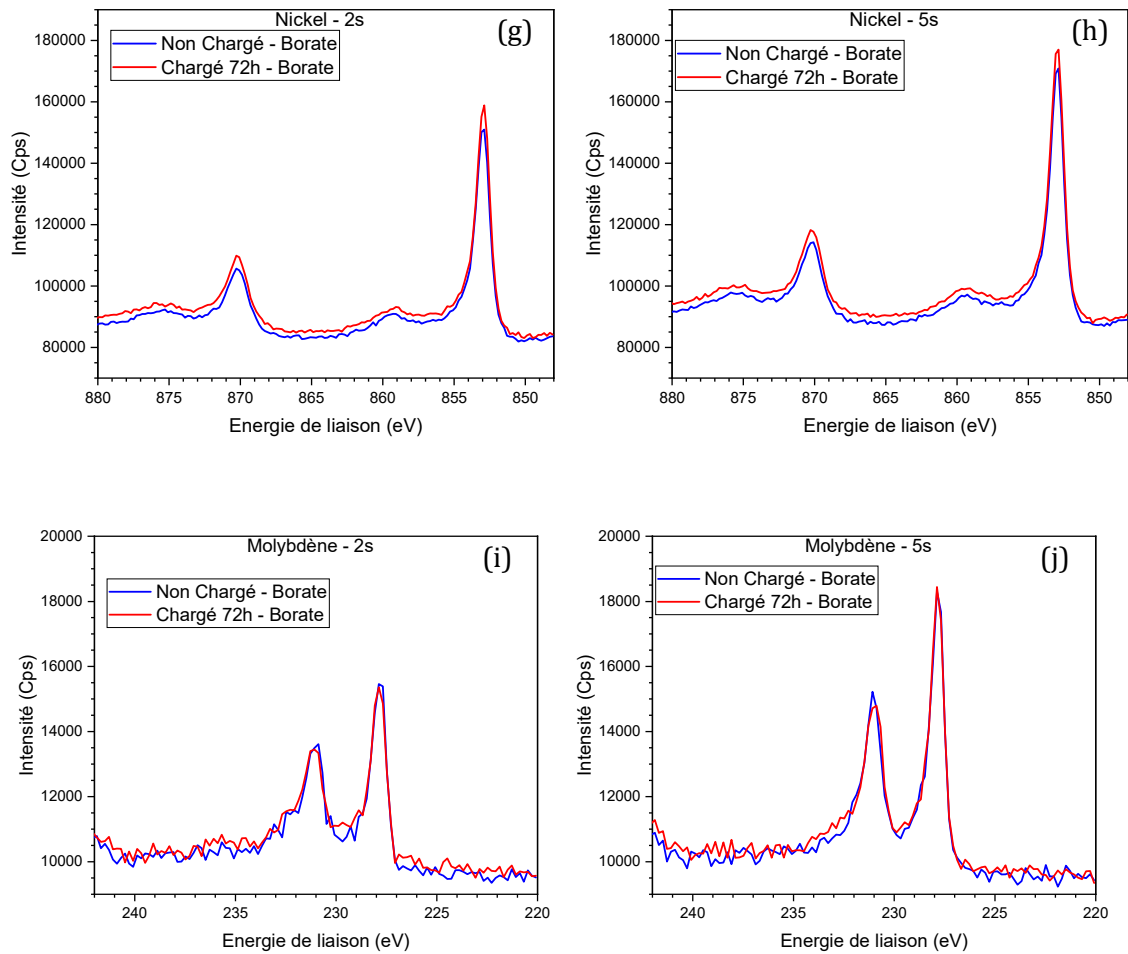 Nickel - 2s
(g)
Non Chargé - Borate
Chargé 72h - Borate
180000
160000
140000
120000
100000
80000
Intensité (Cps)
880 875 870 865 860 855 850
Energie de liaison (eV)
Nickel - 5s
(h)
Non Chargé - Borate
Chargé 72h - Borate
180000
160000
140000
120000
100000
80000
Intensité (Cps)
880 875 870 865 860 855 850
Energie de liaison (eV)
Molybdène - 2s
(i)
Non Chargé - Borate
Chargé 72h - Borate
20000
18000
16000
14000
12000
10000
Intensité (Cps)
240 235 230 225 220
Energie de liaison (eV)
Molybdène - 5s
(j)
Non Chargé - Borate
Chargé 72h - Borate
20000
18000
16000
14000
12000
10000
Intensité (Cps)
240 235 230 225 220
Energie de liaison (eV)